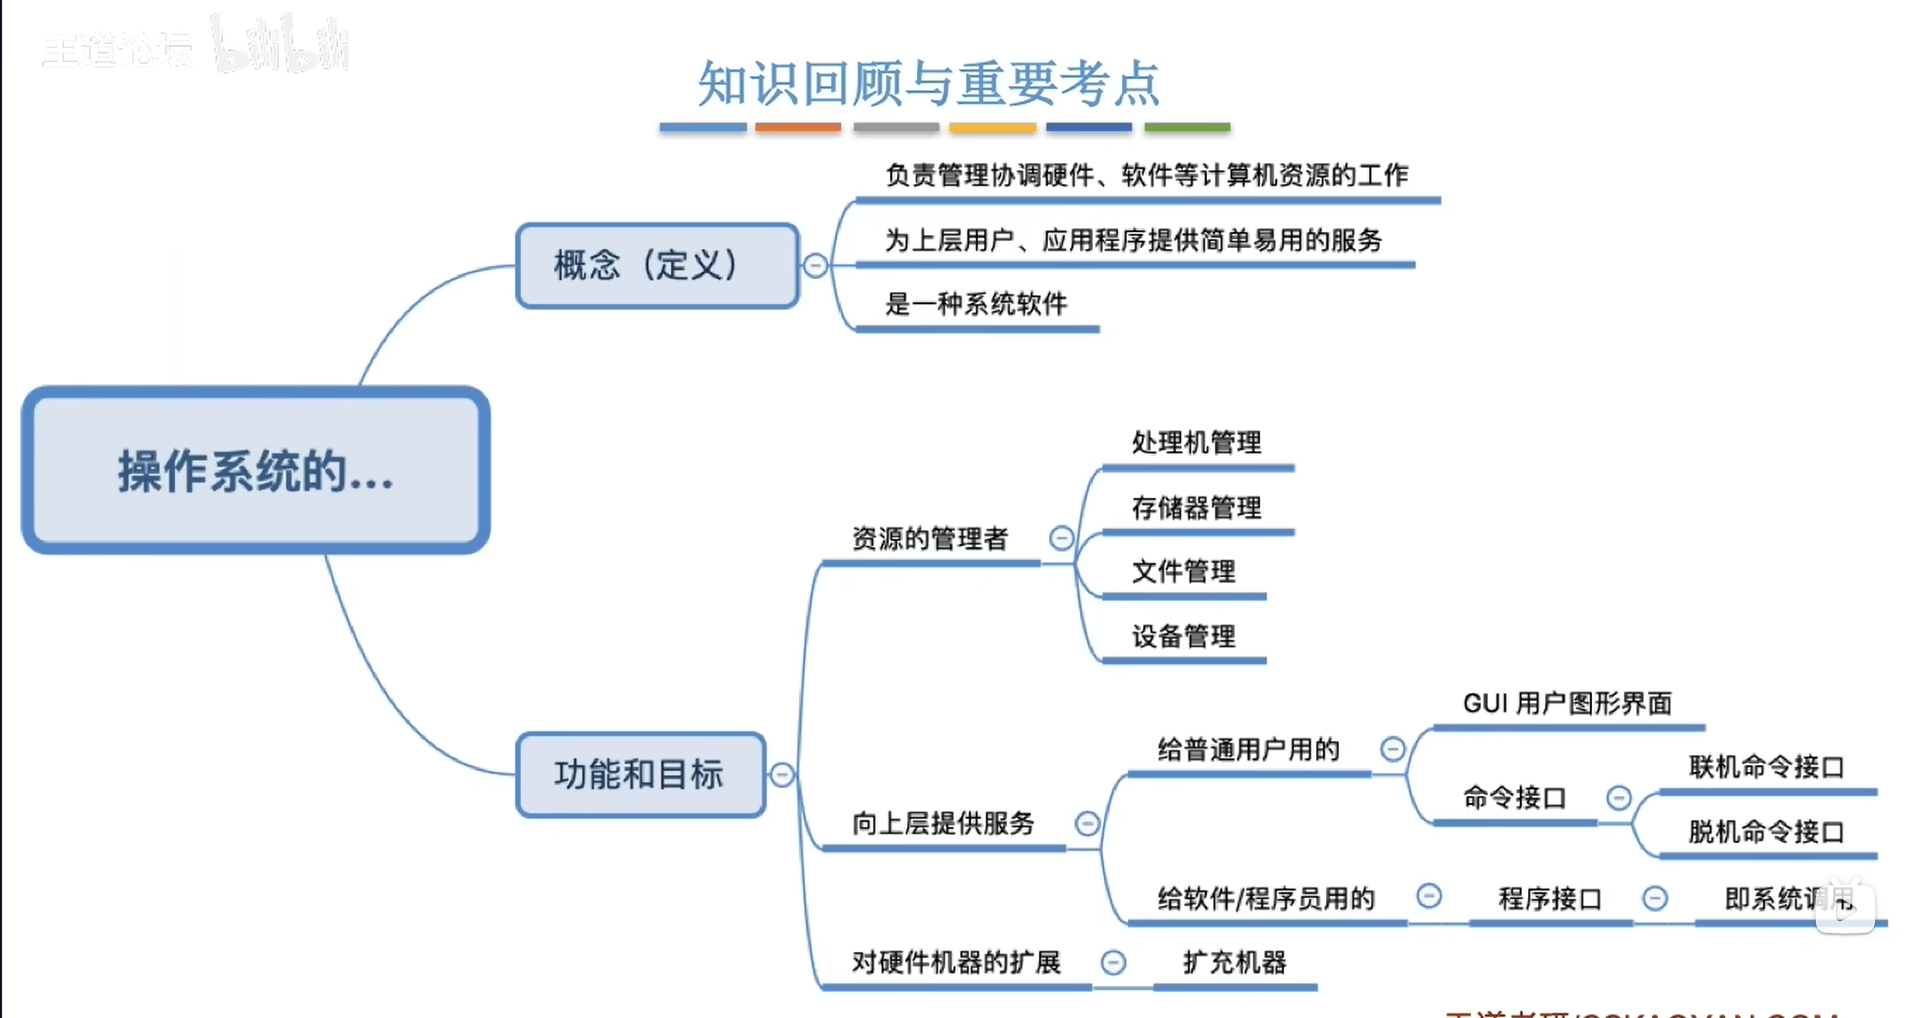 王道论坛 bilibili
知识回顾与重要考点
负责管理协调硬件、软件等计算机资源的工作
概念（定义）
为上层用户、应用程序提供简单易用的服务
是一种系统软件
操作系统的...
处理机管理
存储器管理
资源的管理者
文件管理
设备管理
功能和目标
GUI 用户图形界面
给普通用户用的
联机命令接口
命令接口
脱机命令接口
向上层提供服务
给软件/程序员用的
程序接口
即系统调用
对硬件机器的扩展
扩充机器
王道考研/CSKAOYAN.COM